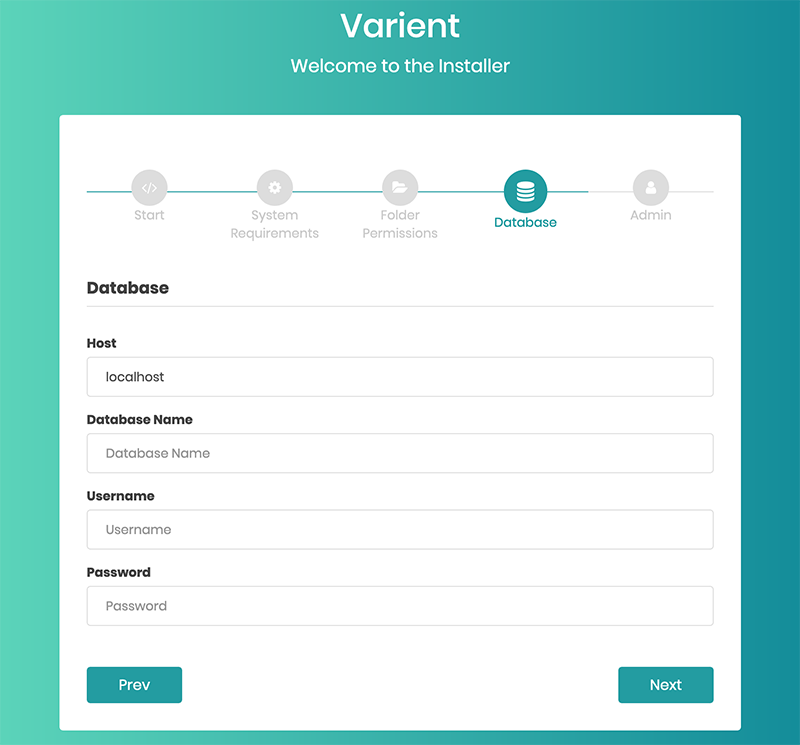 Varient
Welcome to the Installer
Start
System
Requirements
Folder
Permissions
Database
Admin
Database
Host
localhost
Database Name
Database Name
Username
Username
Password
Password
Prev
Next